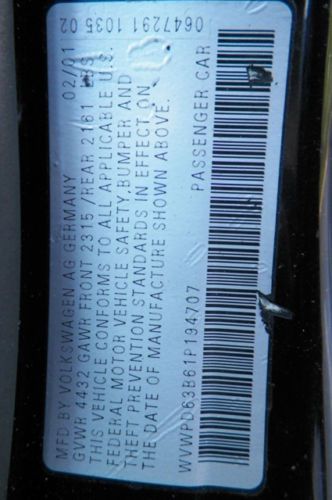 MFD BY VOLKSWAGEN AG GERMANY 02/01
GVWR 4432 GAWR FRONT 2315 /REAR 2161 LBS
THIS VEHICLE CONFORMS TO ALL APPLICABLE U.S.
FEDERAL MOTOR VEHICLE SAFETY,BUMPER AND
THEFT PREVENTION STANDARDS IN EFFECT ON
THE DATE OF MANUFACTURE SHOWN ABOVE.
WVWPD63B61P194707 PASSENGER CAR
0647291 1035 02